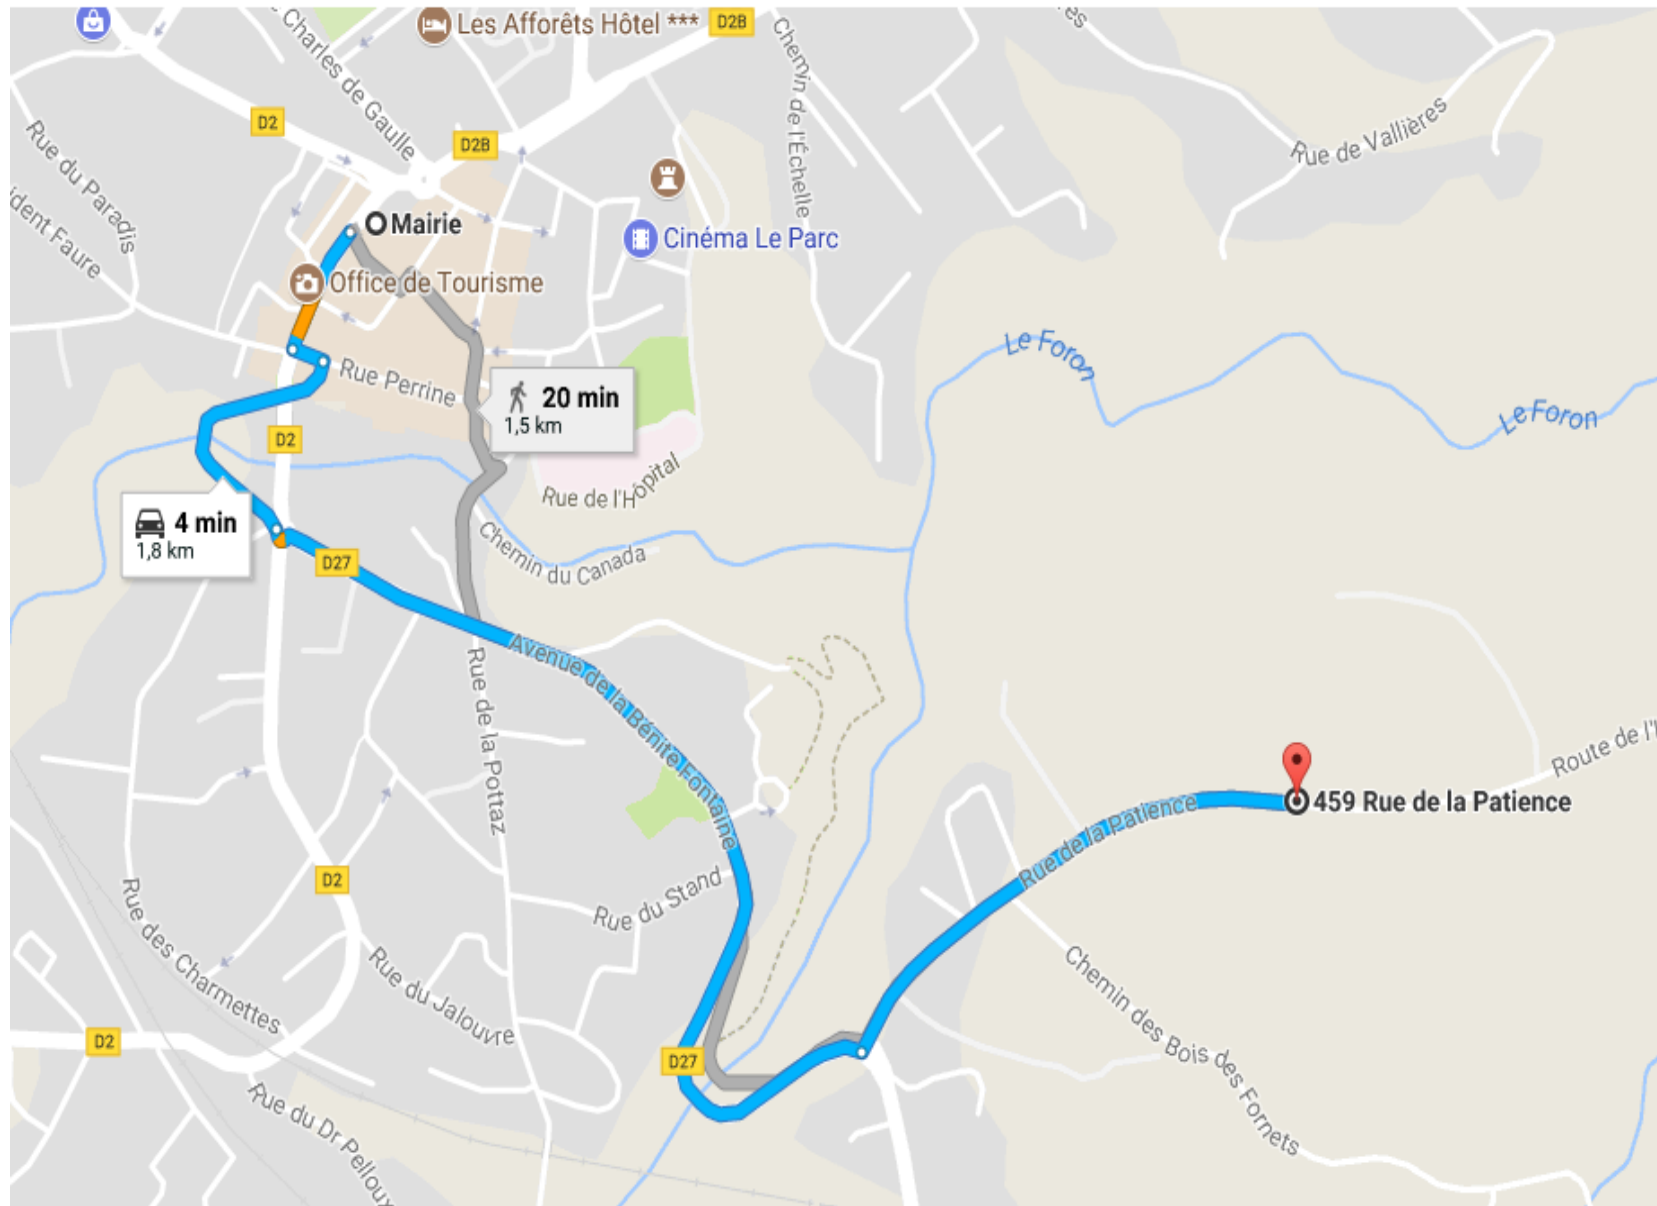 Les Afforêts Hôtel ***
D2B
Charles de Gaulle
Chemin de l'Échelle
D2
D2B
Rue du Paradis
Rue de Vallières
ident Faure
Mairie
Cinéma Le Parc
Office de Tourisme
Le Foron
Le Foron
Rue Perrine
20 min
1,5 km
D2
Rue de l'Hôpital
4 min
1,8 km
Chemin du Canada
D27
Avenue de la Bénite Fontaine
Rue de la Pottaz
Route de l'
459 Rue de la Patience
Rue de la Patience
D2
Rue du Stand
Rue des Charmettes
Rue du Jalouvre
Chemin des Bois des Fornets
D2
D27
Rue du Dr Pelloux